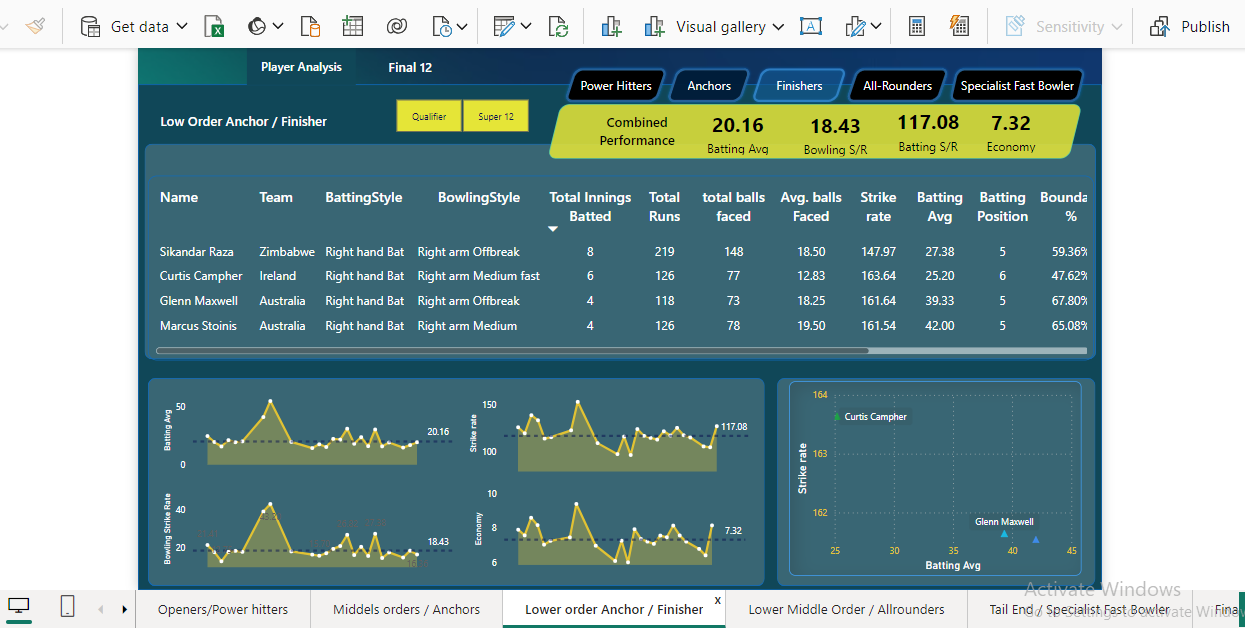 Get data
Visual gallery
Sensitivity
Publish
Player Analysis
Final 12
Power Hitters
Anchors
Finishers
All-Rounders
Specialist Fast Bowler
Low Order Anchor / Finisher
Qualifier
Super 12
Combined
Performance
20.16
Batting Avg
18.43
Bowling S/R
117.08
Batting S/R
7.32
Economy
Name Team BattingStyle BowlingStyle Total Innings Total total balls Avg. balls Strike Batting Batting Bounda
Batted Runs faced Faced rate Avg Position %
Sikandar Raza Zimbabwe Right hand Bat Right arm Offbreak 8 219 148 18.50 147.97 27.38 5 59.36%
Curtis Campher Ireland Right hand Bat Right arm Medium fast 6 126 77 12.83 163.64 25.20 6 47.62%
Glenn Maxwell Australia Right hand Bat Right arm Offbreak 4 118 73 18.25 161.64 39.33 5 67.80%
Marcus Stoinis Australia Right hand Bat Right arm Medium 4 126 78 19.50 161.54 42.00 5 65.08%
Batting Avg
50
0
20.16
Strike rate
150
100
117.08
Bowling Strike Rate
40
20
18.43
Economy
10
8
6
7.32
Strike rate
164
163
162
Curtis Campher
Glenn Maxwell
25 30 35 40 45
Batting Avg
Activate Windows
Go to Settings to activate Windows
Openers/Power hitters
Middels orders / Anchors
Lower order Anchor / Finisher
x
Lower Middle Order / Allrounders
Tail End / Specialist Fast Bowler
Fina